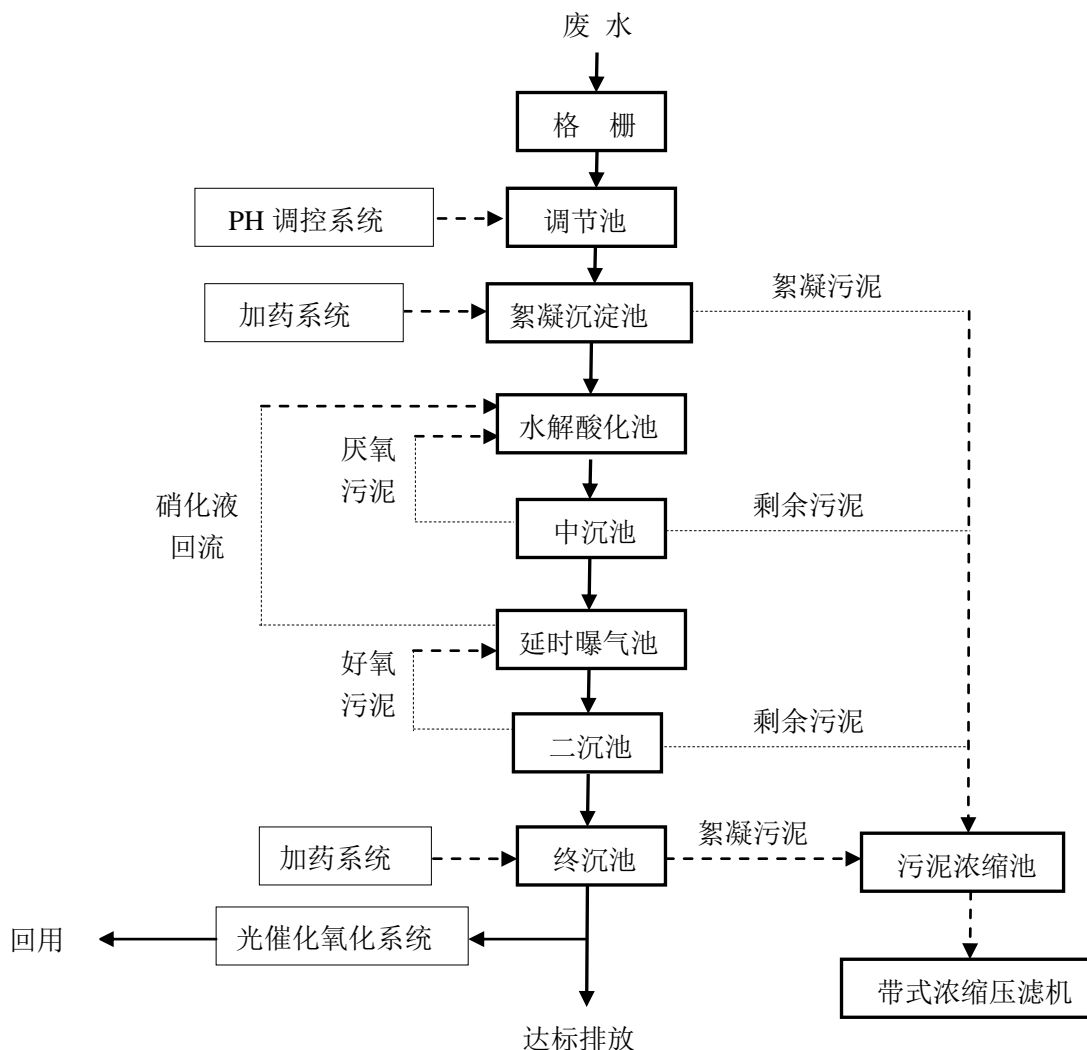 废 水
格 栅
PH 调控系统
调节池
加药系统
絮凝沉淀池
絮凝污泥
水解酸化池
厌氧
污泥
硝化液
回流
中沉池
剩余污泥
延时曝气池
好氧
污泥
二沉池
剩余污泥
加药系统
终沉池
絮凝污泥
污泥浓缩池
回用
光催化氧化系统
带式浓缩压滤机
达标排放